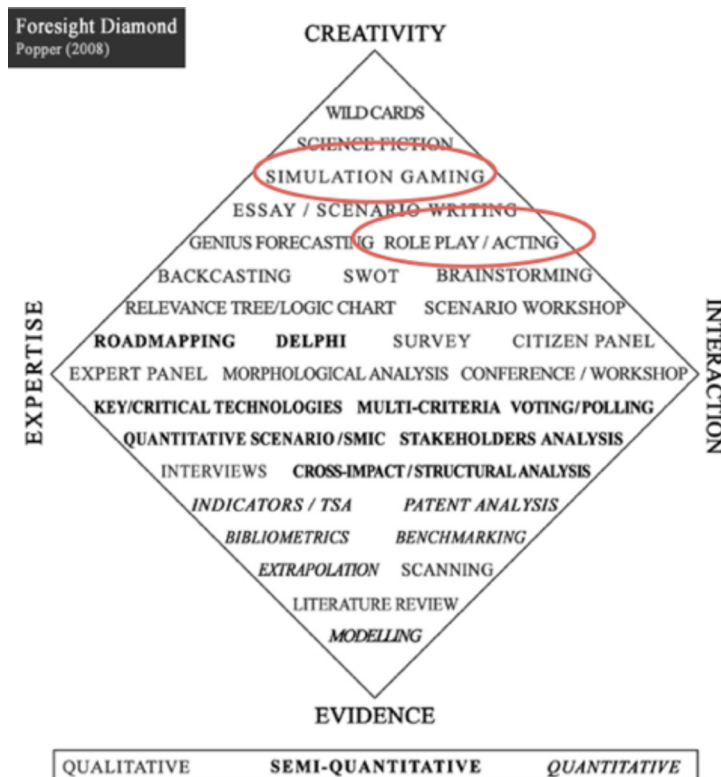 Foresight Diamond
Popper (2008)
CREATIVITY
WILD CARDS
SCIENCE FICTION
SIMULATION GAMING
ESSAY / SCENARIO WRITING
GENIUS FORECASTING ROLE PLAY / ACTING
BACKCASTING SWOT BRAINSTORMING
RELEVANCE TREE/LOGIC CHART SCENARIO WORKSHOP
ROADMAPPING DELPHI SURVEY CITIZEN PANEL
EXPERT PANEL MORPHOLOGICAL ANALYSIS CONFERENCE / WORKSHOP
KEY/CRITICAL TECHNOLOGIES MULTI-CRITERIA VOTING/POLLING
QUANTITATIVE SCENARIO/SMIC STAKEHOLDERS ANALYSIS
INTERVIEWS CROSS-IMPACT/STRUCTURAL ANALYSIS
INDICATORS / TSA PATENT ANALYSIS
BIBLIOMETRICS BENCHMARKING
EXTRAPOLATION SCANNING
LITERATURE REVIEW
MODELLING
EXPERTISE
INTERACTION
EVIDENCE
QUALITATIVE SEMI-QUANTITATIVE QUANTITATIVE